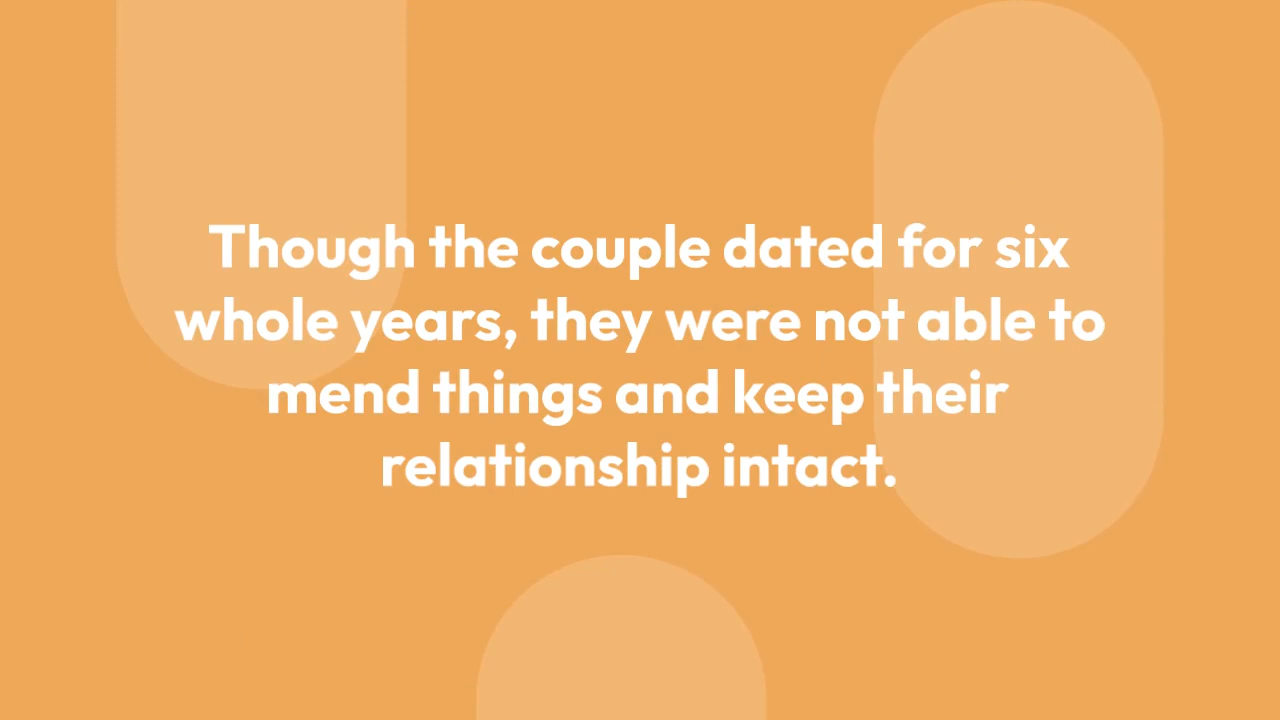 Though the couple dated for six
whole years, they were not able to
mend things and keep their
relationship intact.